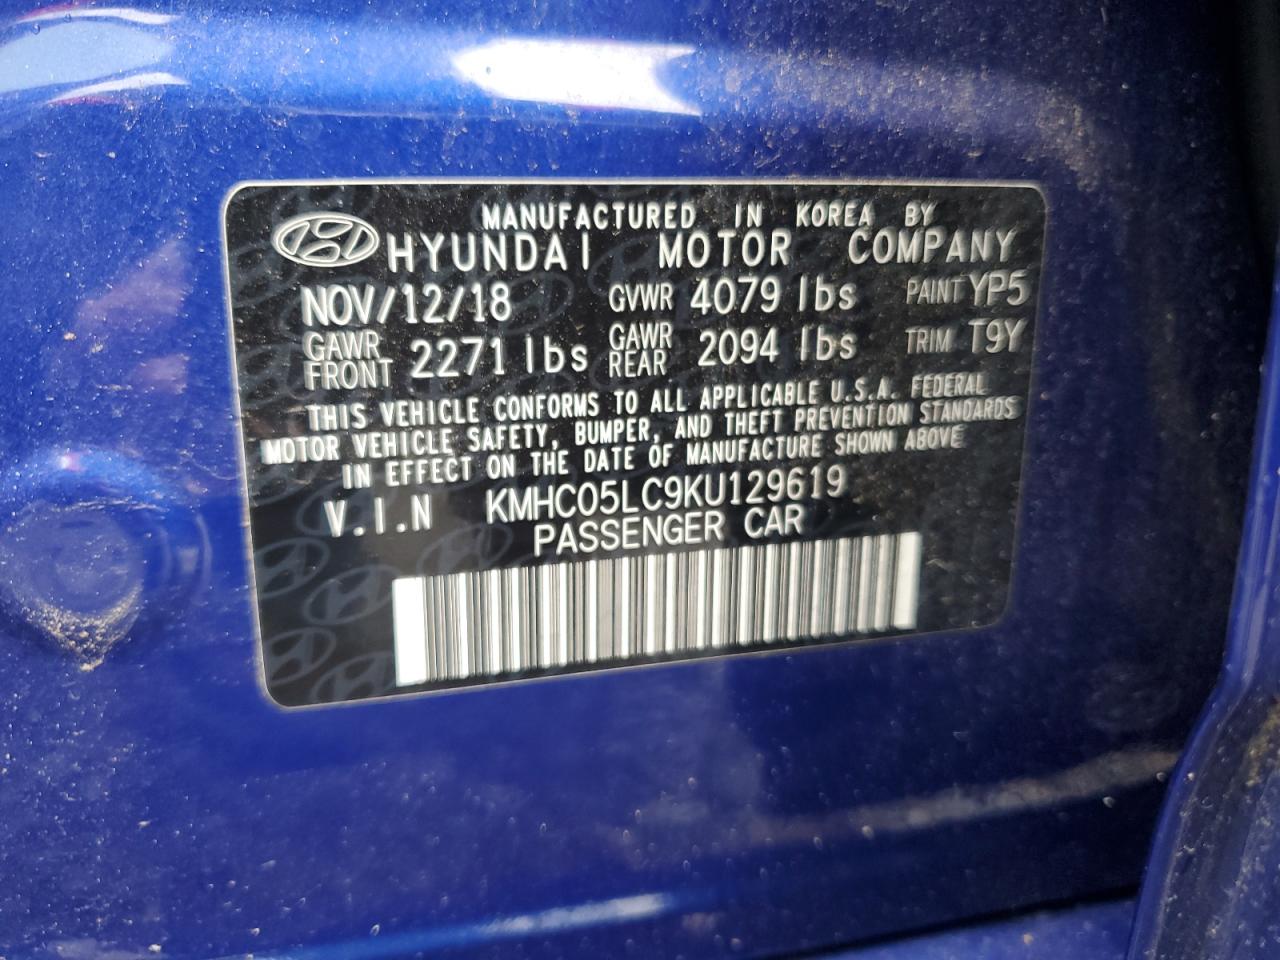 MANUFACTURED IN KOREA BY
HYUNDAI MOTOR COMPANY
NOV/12/18 GVWR 4079 lbs PAINT YP5
GAWR FRONT 2271 lbs GAWR REAR 2094 lbs TRIM T9Y
THIS VEHICLE CONFORMS TO ALL APPLICABLE U.S.A. FEDERAL
MOTOR VEHICLE SAFETY, BUMPER, AND THEFT PREVENTION STANDARDS
IN EFFECT ON THE DATE OF MANUFACTURE SHOWN ABOVE
V.I.N KMHC05LC9KU129619
PASSENGER CAR